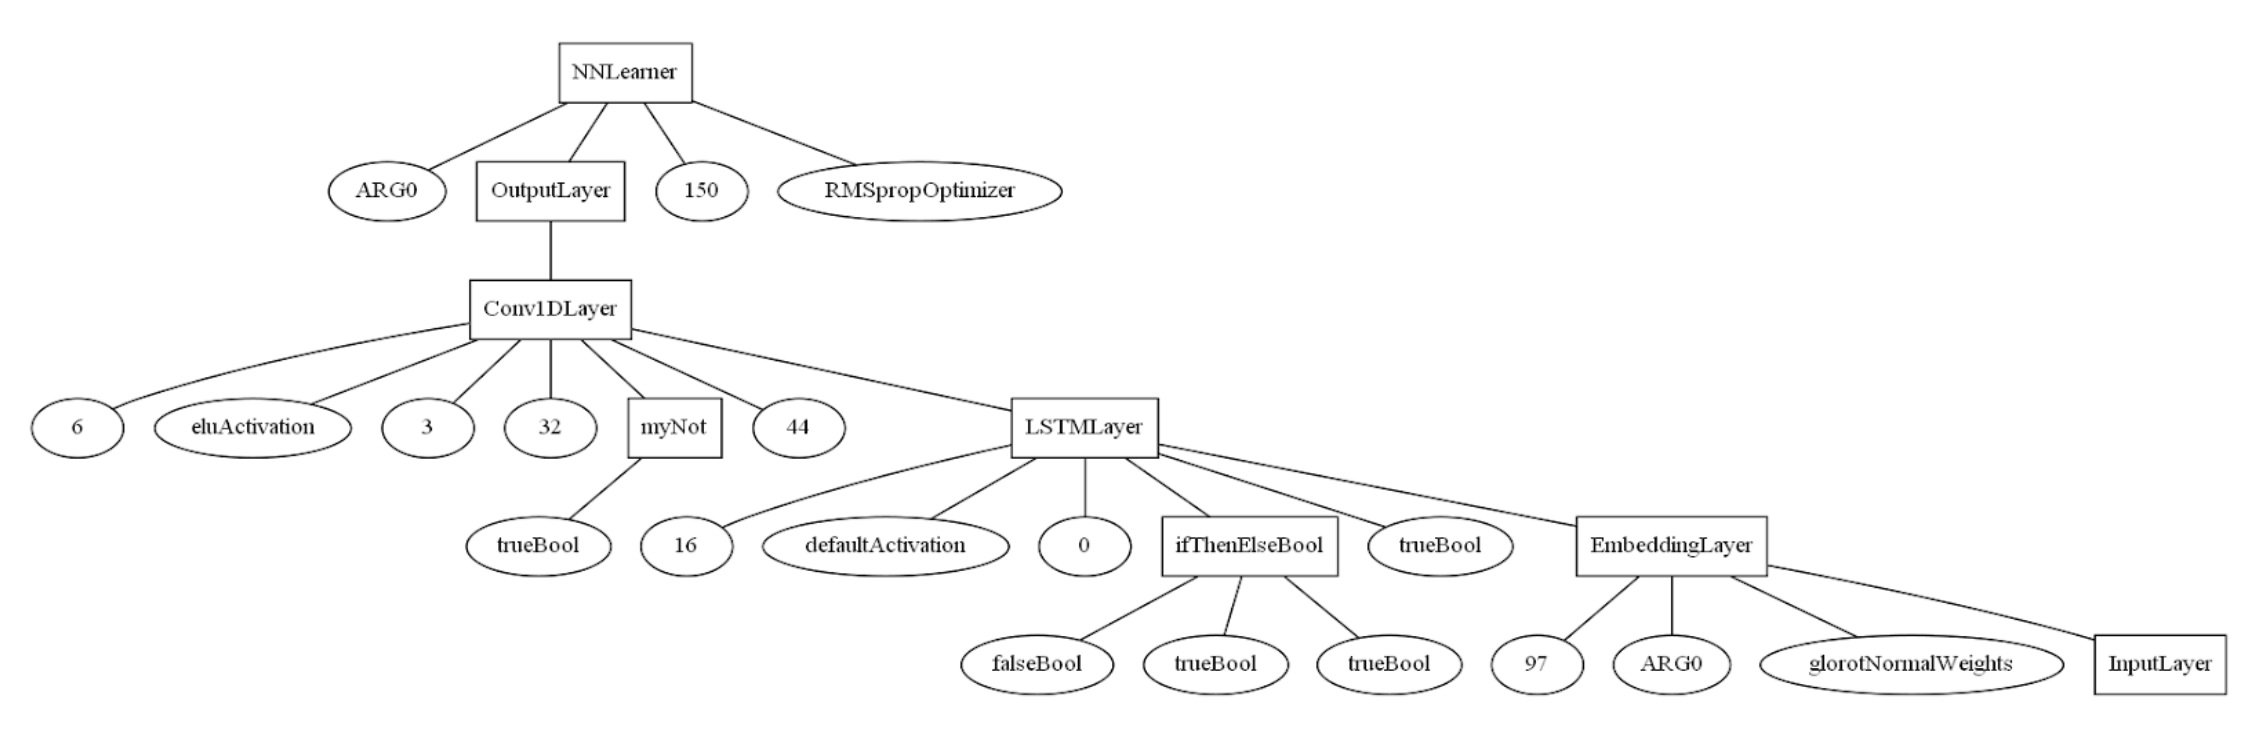 NNLearner
ARG0 OutputLayer 150 RMSpropOptimizer
Conv1DLayer
6 eluActivation 3 32 myNot 44 LSTMLayer
trueBool 16 defaultActivation 0 ifThenElseBool trueBool EmbeddingLayer
falseBool trueBool trueBool 97 ARG0 glorotNormalWeights InputLayer